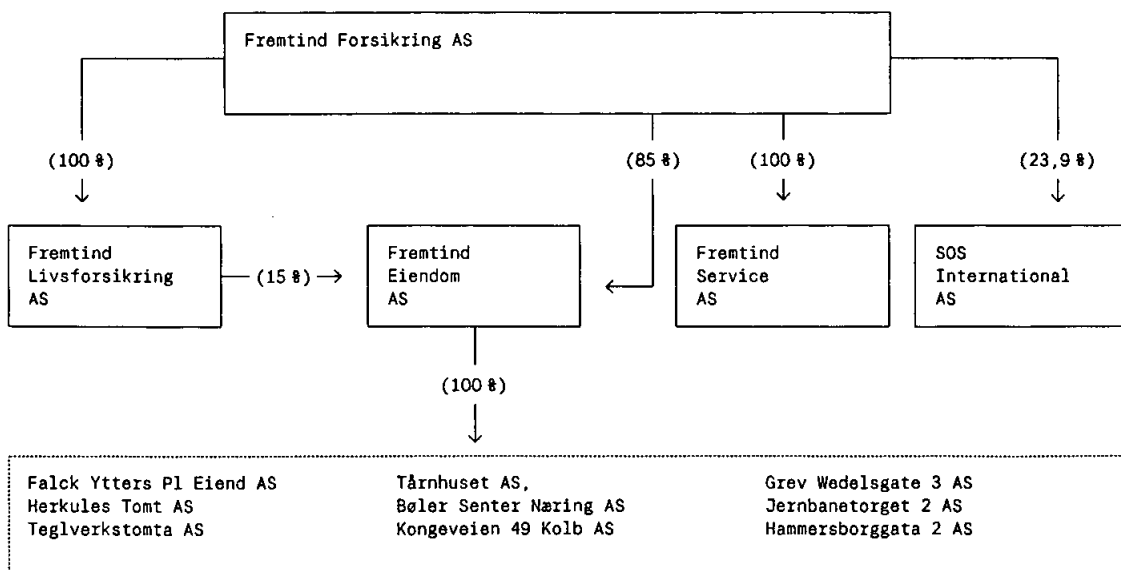 Fremtind Forsikring AS
(100 %)
(85 %)
(100 %)
(23,9 %)
Fremtind
Livsforsikring
AS
(15 %)
Fremtind
Eiendom
AS
Fremtind
Service
AS
SOS
International
AS
(100 %)
Falck Ytters Pl Eiend AS
Herkules Tomt AS
Teglverkstomta AS
Tårnhuset AS,
Bøler Senter Næring AS
Kongeveien 49 Kolb AS
Grev Wedelsgate 3 AS
Jernbanetorget 2 AS
Hammersborggata 2 AS